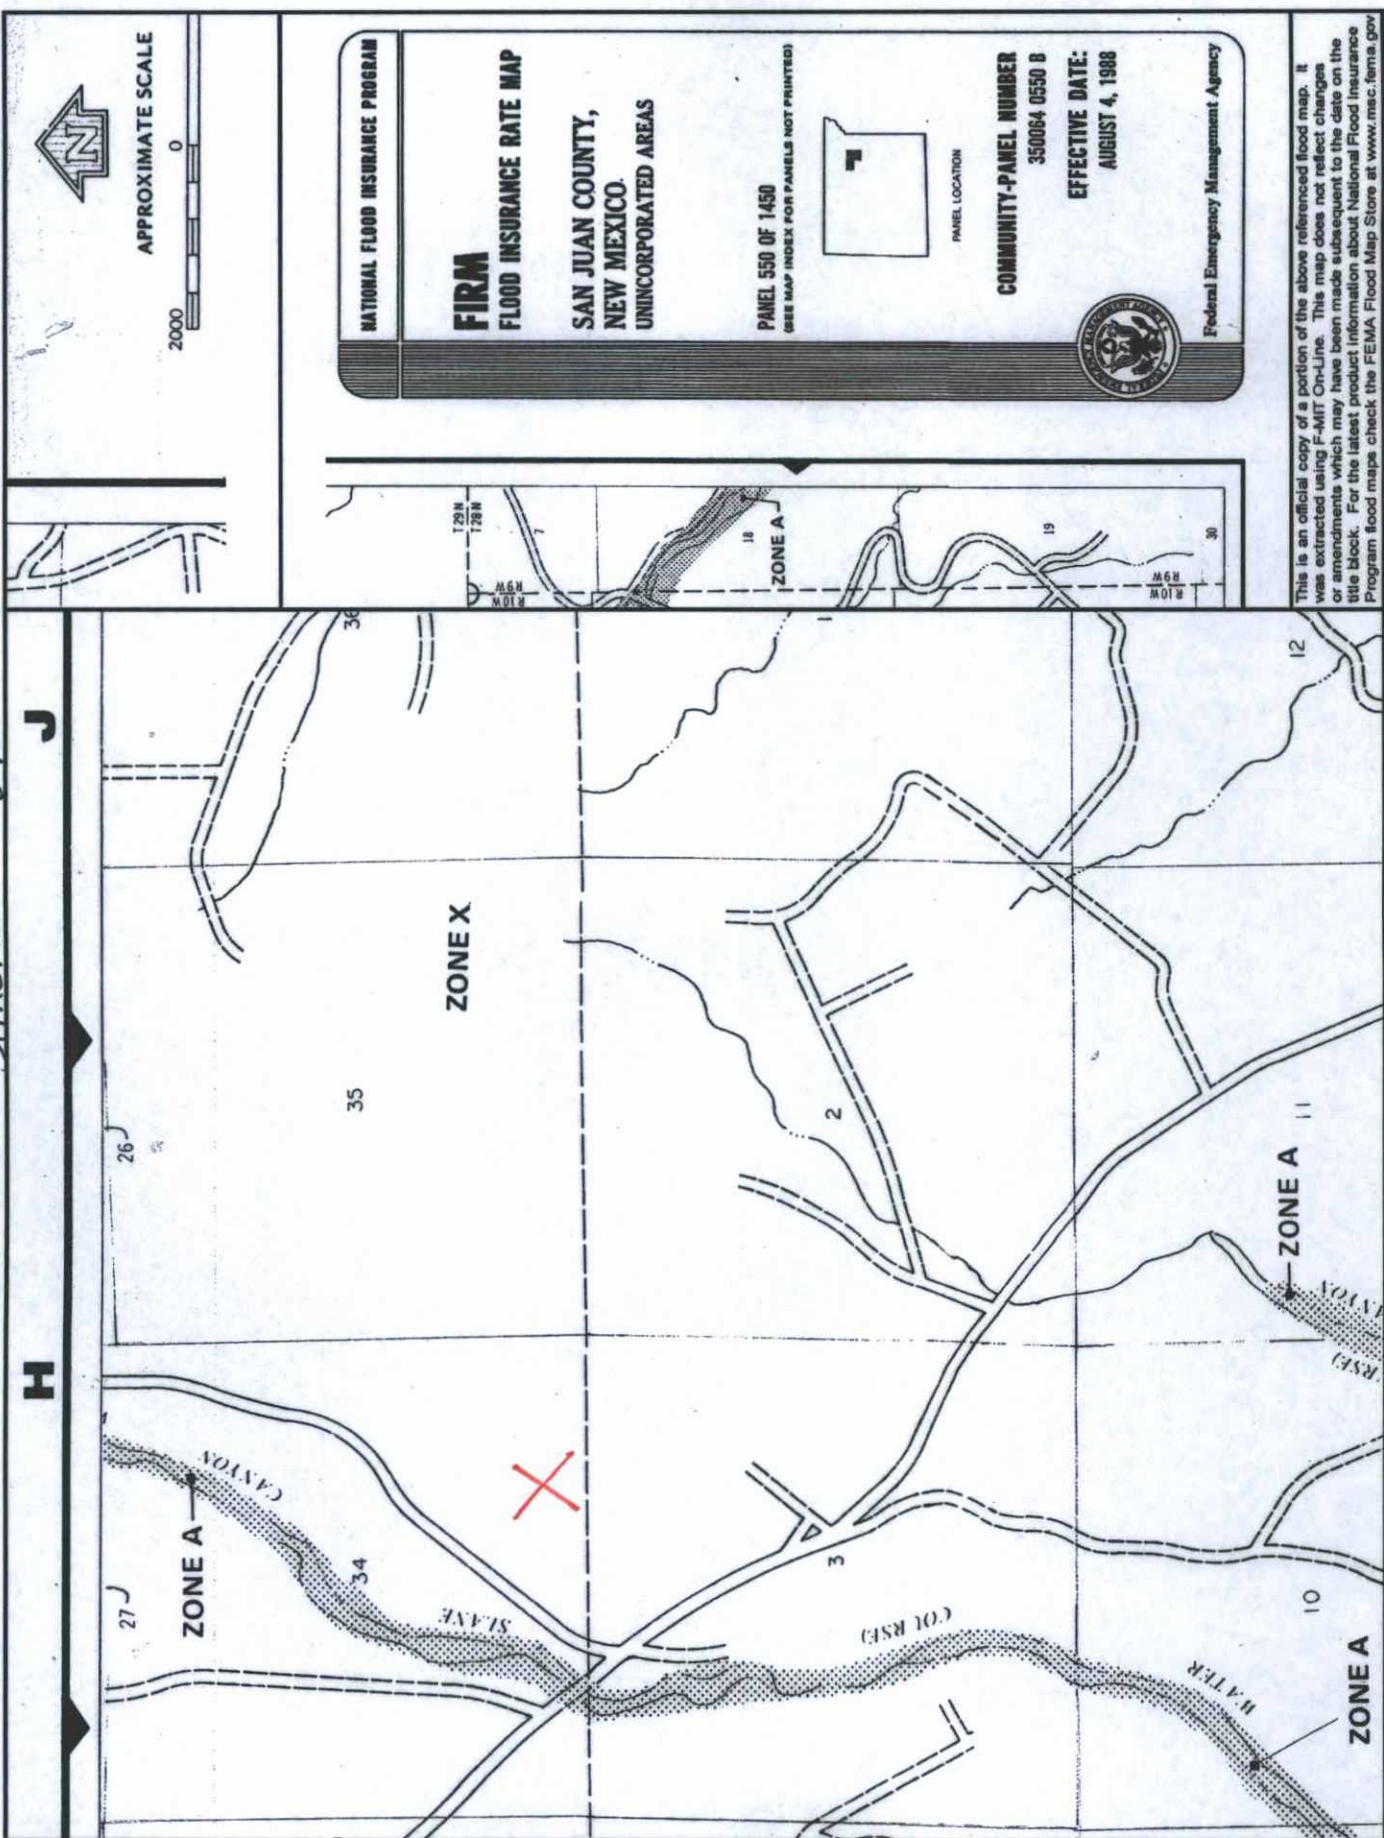 N
APPROXIMATE SCALE
2000 0
NATIONAL FLOOD INSURANCE PROGRAM
FIRM
FLOOD INSURANCE RATE MAP
SAN JUAN COUNTY,
NEW MEXICO
UNINCORPORATED AREAS
PANEL 550 OF 1450
(SEE MAP INDEX FOR PANELS NOT PRINTED)
PANEL LOCATION
COMMUNITY-PANEL NUMBER
350064 0550 B
EFFECTIVE DATE:
AUGUST 4, 1988
Federal Emergency Management Agency
This is an official copy of a portion of the above referenced flood map. It
was extracted using F-MIT On-Line. This map does not reflect changes
or amendments which may have been made subsequent to the date on the
title block. For the latest product information about National Flood Insurance
Program flood maps check the FEMA Flood Map Store at www.msc.fema.gov
T29N
T28N
R9W
R10W
7
18
ZONE A
19
R9W
R10W
30
H
J
27
26
36
ZONE A
CANYON
34
35
ZONE X
SLANE
1
2
3
COURSE)
10
11
12
WATER
ZONE A
ZONE A